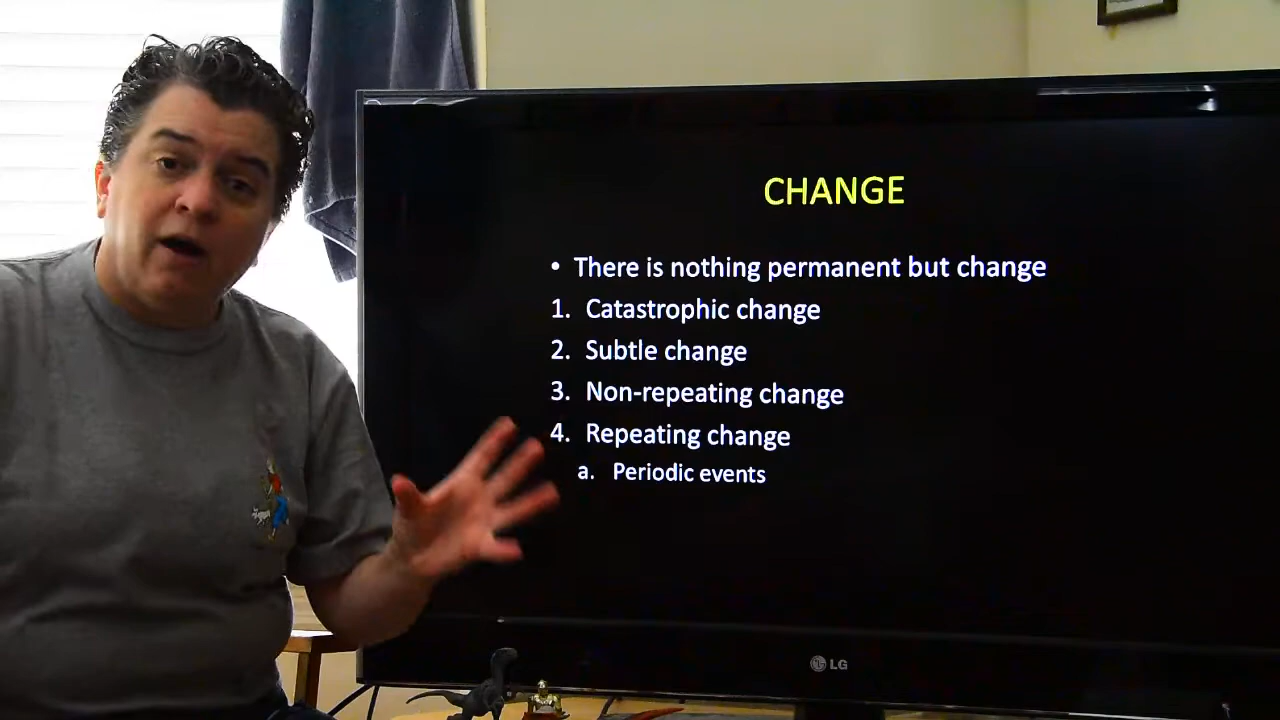 CHANGE
• There is nothing permanent but change
1. Catastrophic change
2. Subtle change
3. Non-repeating change
4. Repeating change
a. Periodic events
LG